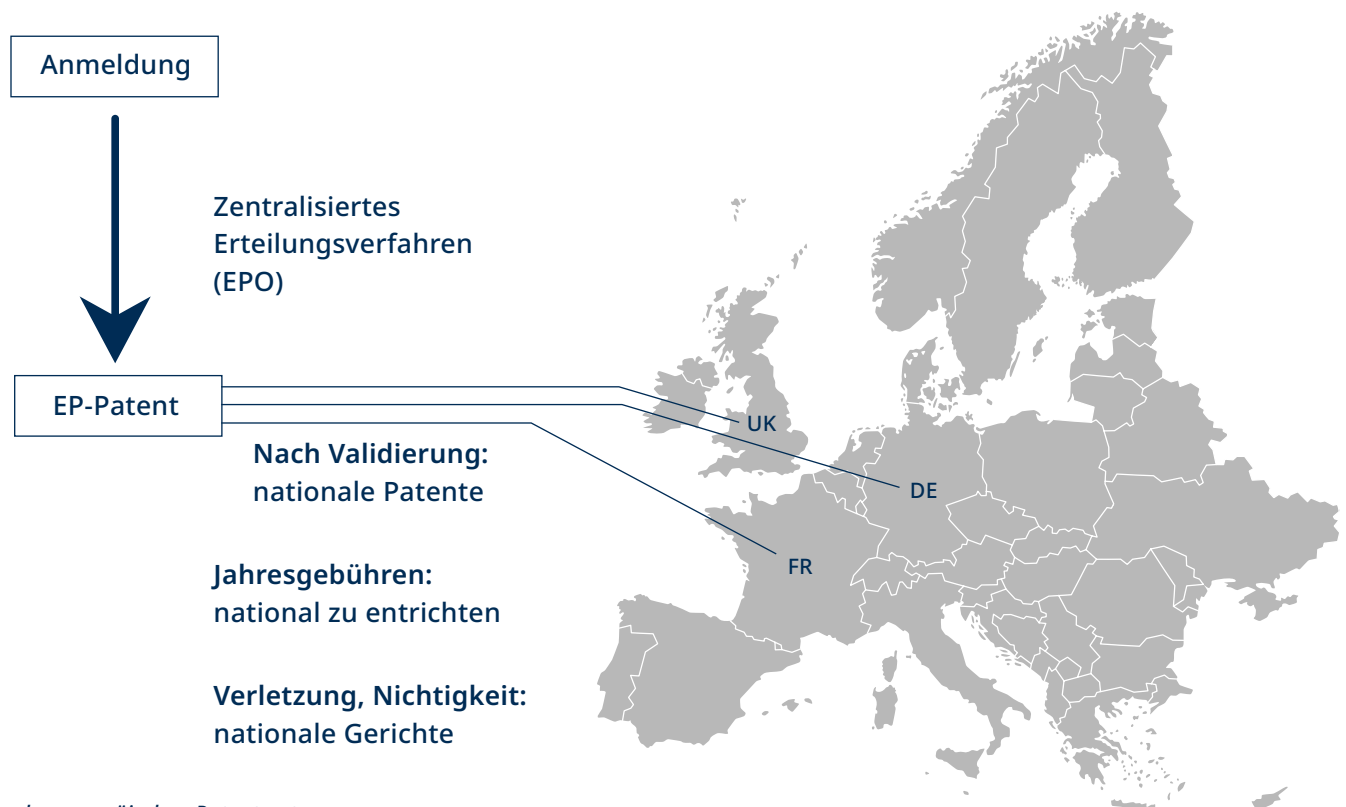 Anmeldung
Zentralisiertes
Erteilungsverfahren
(EPO)
EP-Patent
UK
DE
FR
Nach Validierung:
nationale Patente
Jahresgebühren:
national zu entrichten
Verletzung, Nichtigkeit:
nationale Gerichte